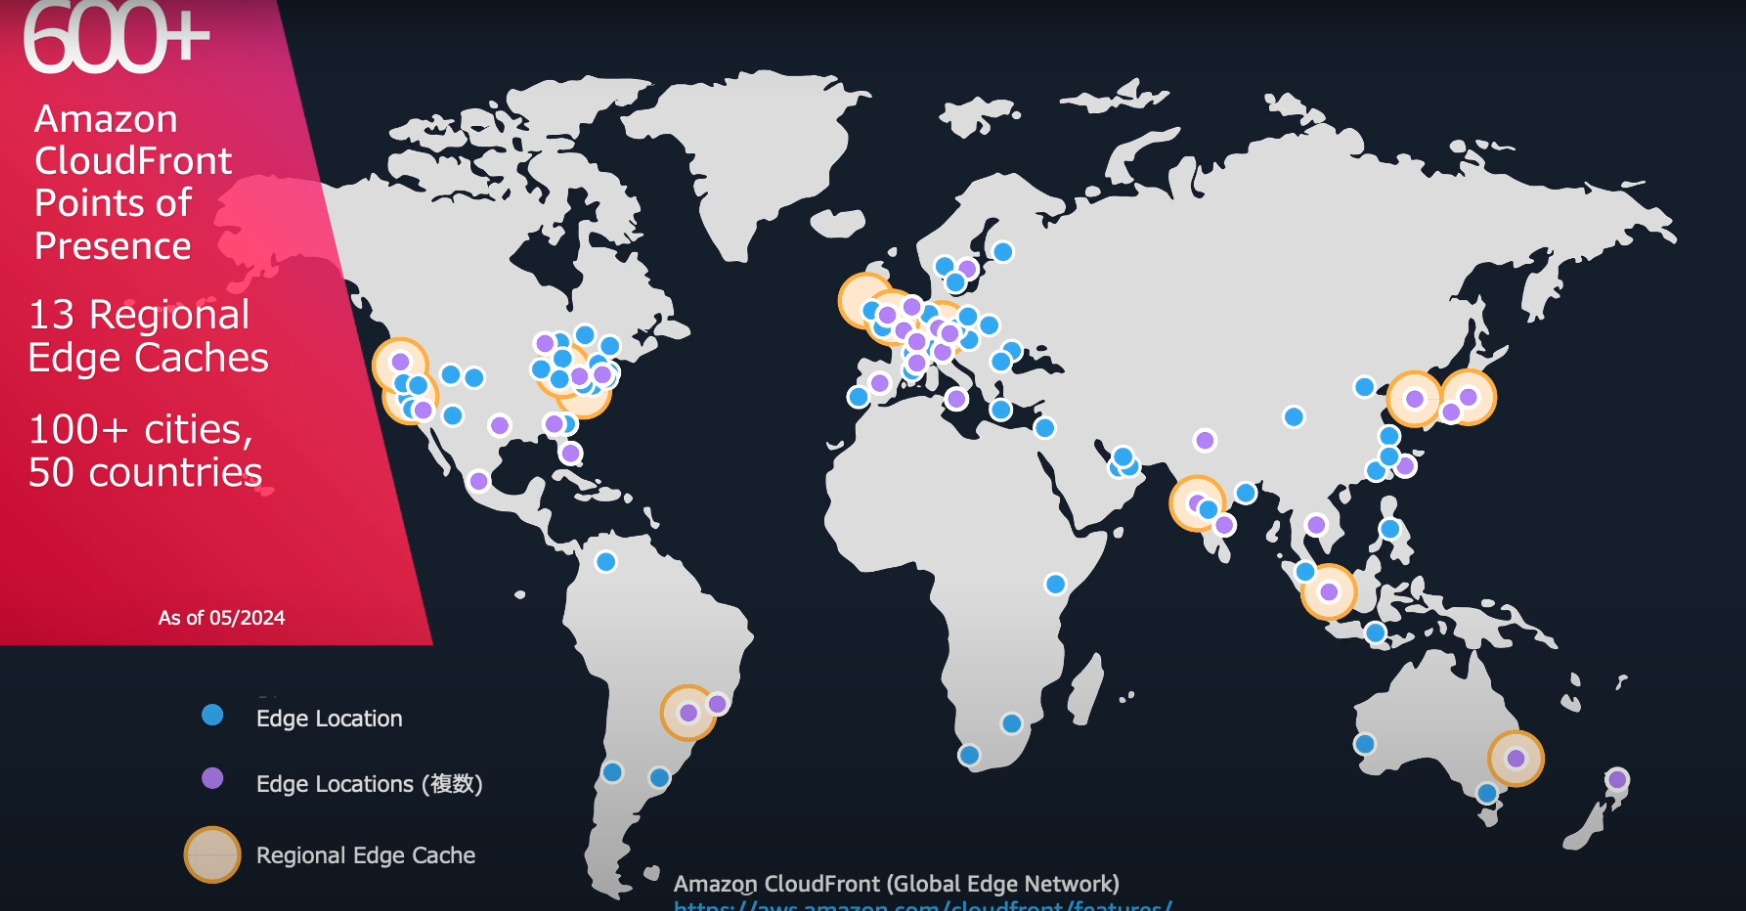 600+
Amazon
CloudFront
Points of
Presence
13 Regional
Edge Caches
100+ cities,
50 countries
As of 05/2024
Edge Location
Edge Locations (複数)
Regional Edge Cache
Amazon CloudFront (Global Edge Network)
https://aws.amazon.com/cloudfront/features/